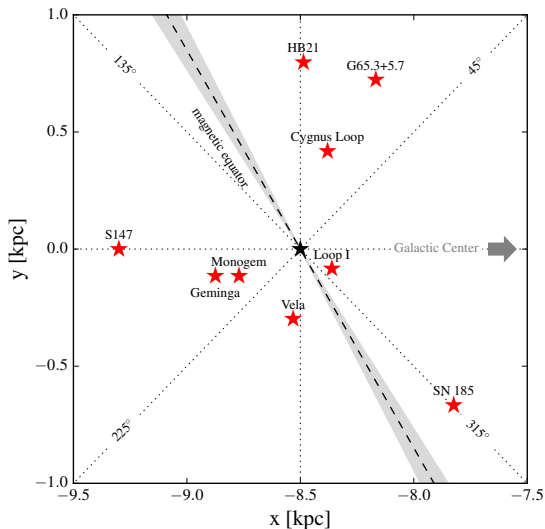 1.0
HB21
G65.3+5.7
135°
45°
0.5
magnetic equator
Cygnus Loop
y [kpc]
S147
0.0
Galactic Center
Monogem
Loop I
Geminga
Vela
−0.5
SN 185
225°
315°
−1.0
−9.5
−9.0
−8.5
−8.0
−7.5
x [kpc]